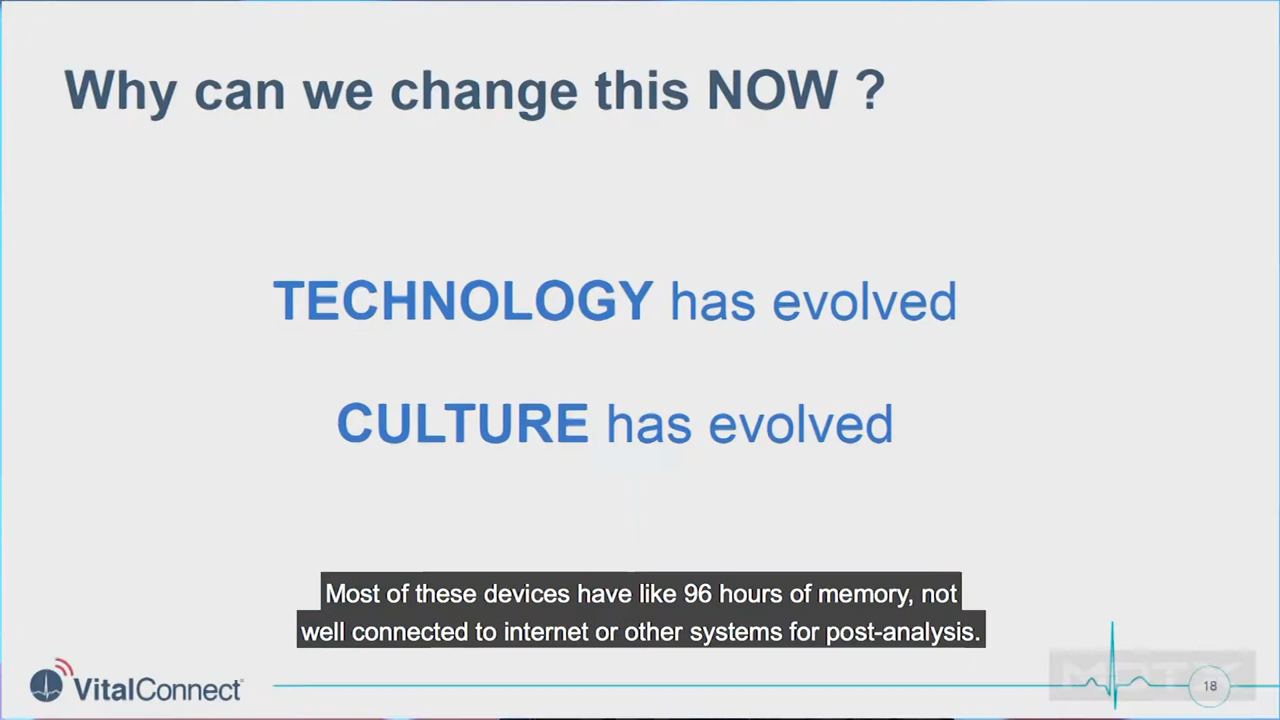 Why can we change this NOW ?
TECHNOLOGY has evolved
CULTURE has evolved
Most of these devices have like 96 hours of memory, not
well connected to internet or other systems for post-analysis.
VitalConnect
18